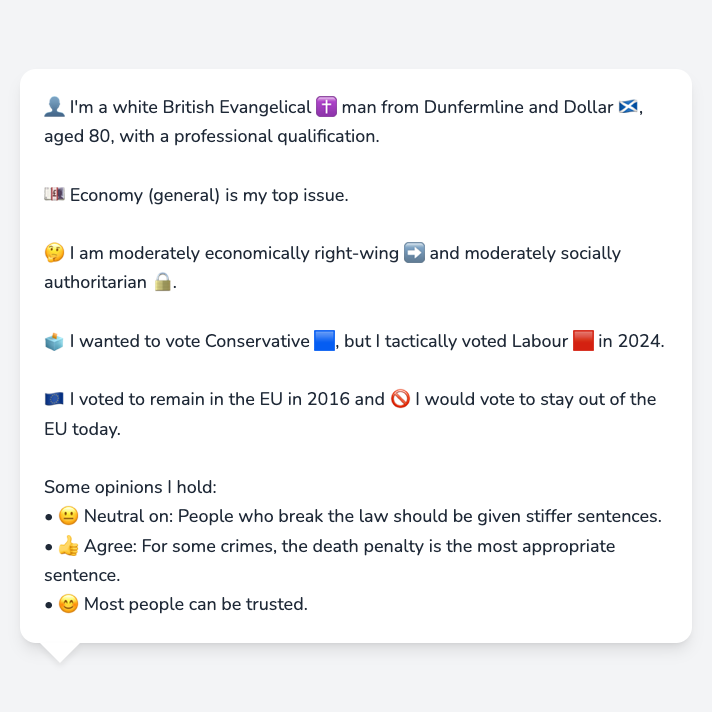 👤 I'm a white British Evangelical ✝️ man from Dunfermline and Dollar 🏴󠁧󠁢󠁳󠁣󠁴󠁿,
aged 80, with a professional qualification.
💷 Economy (general) is my top issue.
🤔 I am moderately economically right-wing ➡️ and moderately socially
authoritarian 🔒.
🗳️ I wanted to vote Conservative 🟦, but I tactically voted Labour 🟥 in 2024.
🇪🇺 I voted to remain in the EU in 2016 and 🚫 I would vote to stay out of the
EU today.
Some opinions I hold:
• 😐 Neutral on: People who break the law should be given stiffer sentences.
• 👍 Agree: For some crimes, the death penalty is the most appropriate
sentence.
• 😊 Most people can be trusted.